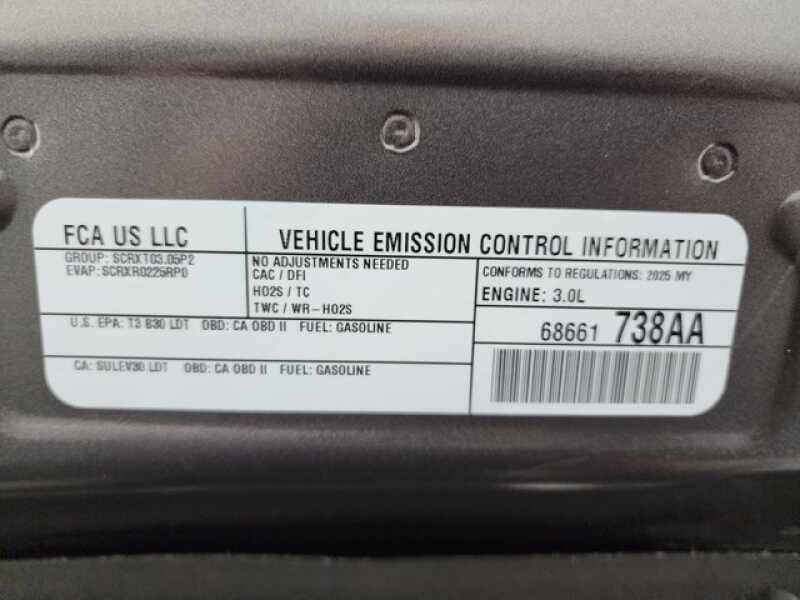 FCA US LLC
GROUP: SCRXT03.05P2
EVAP: SCRXR0225RP0
VEHICLE EMISSION CONTROL INFORMATION
NO ADJUSTMENTS NEEDED
CAC / DFI
HO2S / TC
TWC / WR-HO2S
CONFORMS TO REGULATIONS: 2025 MY
ENGINE: 3.0L
U.S. EPA: T3 B30 LDT OBD: CA OBD II FUEL: GASOLINE
CA: SULEV30 LDT OBD: CA OBD II FUEL: GASOLINE
68661 738AA